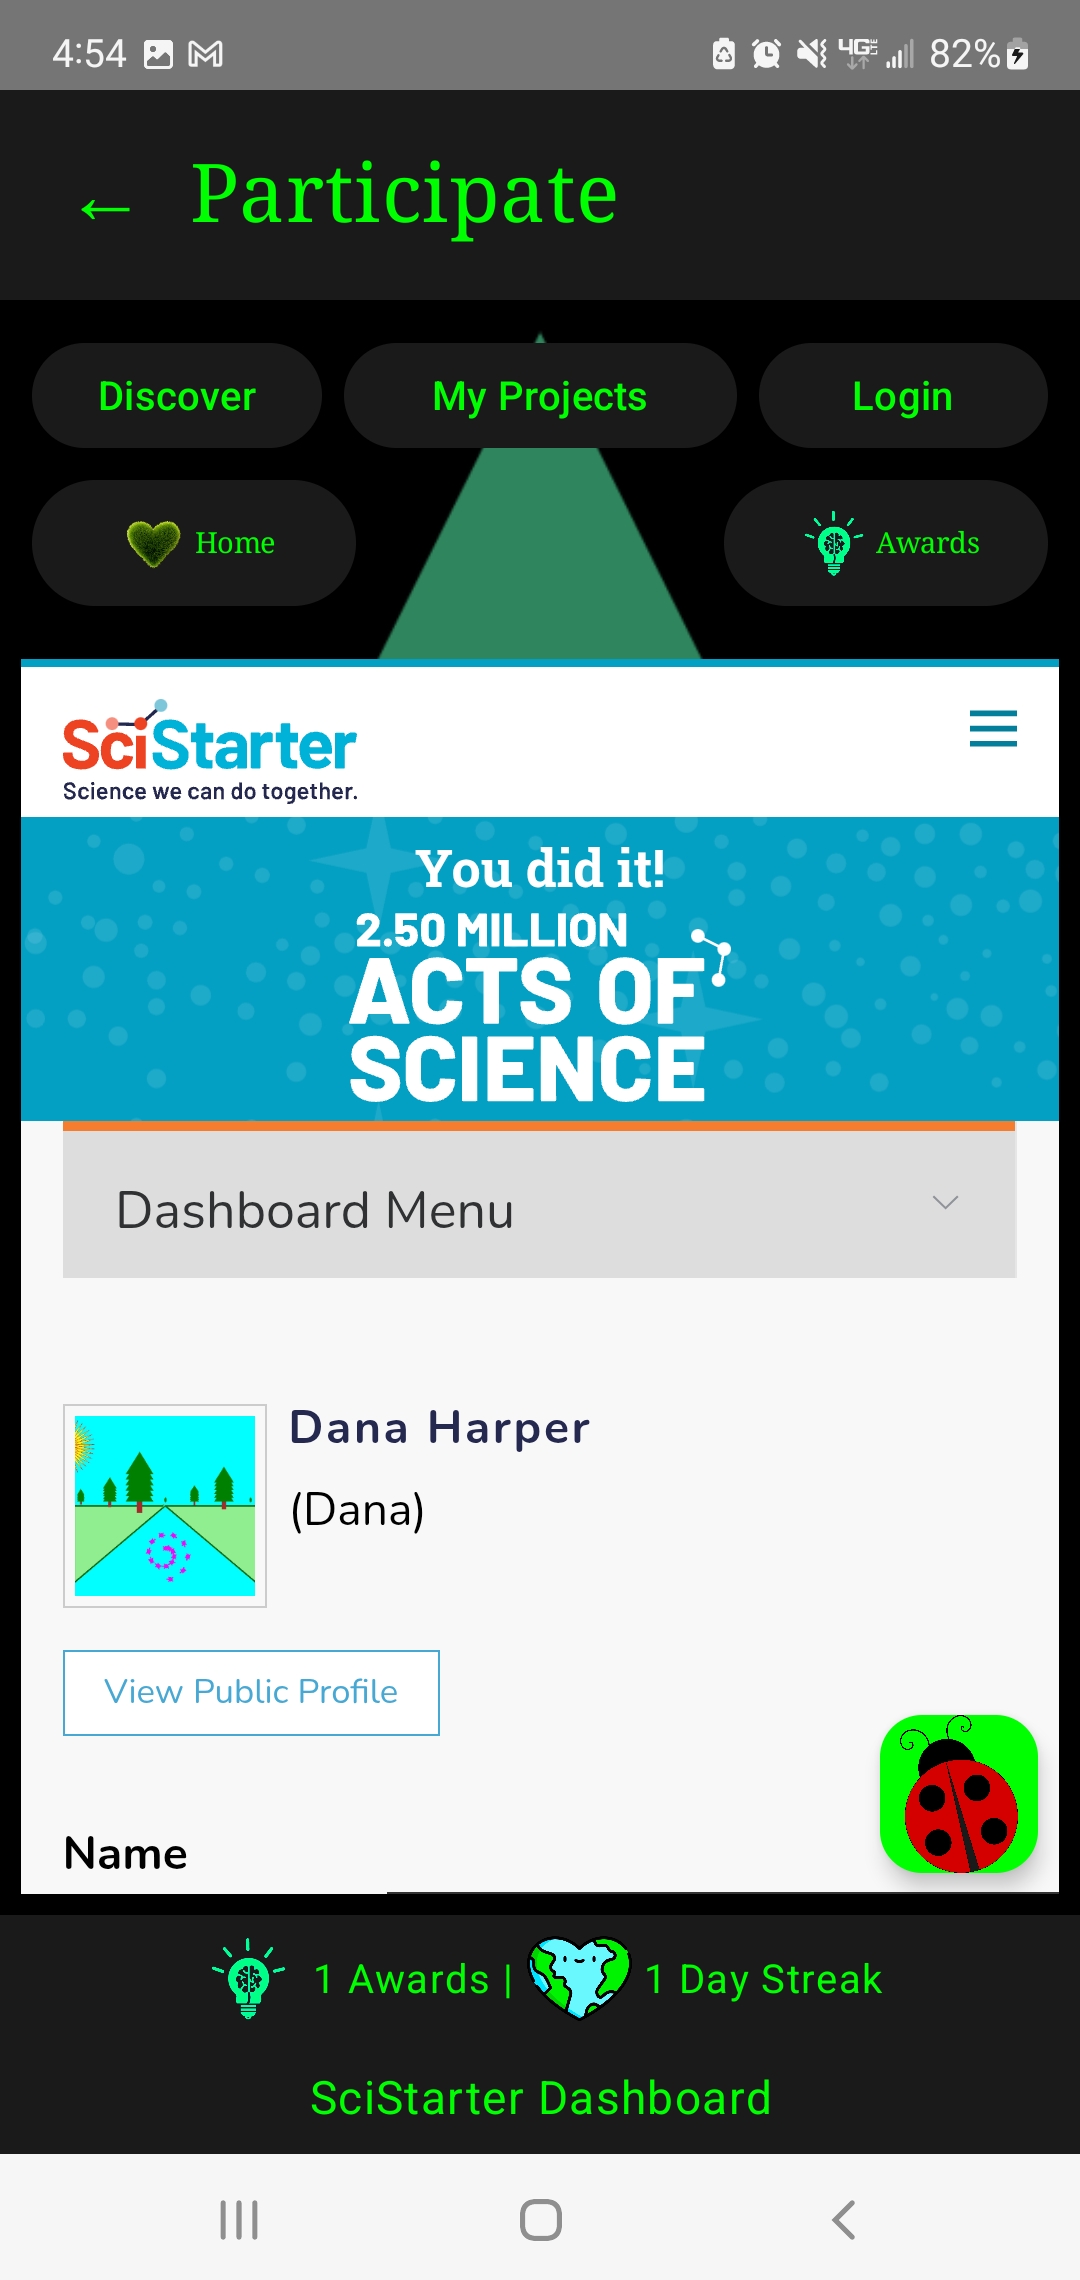 4:54
4G LTE 82%
← Participate
Discover My Projects Login
Home Awards
SciStarter
Science we can do together.
You did it!
2.50 MILLION
ACTS OF
SCIENCE
Dashboard Menu
Dana Harper
(Dana)
View Public Profile
Name
1 Awards | 1 Day Streak
SciStarter Dashboard